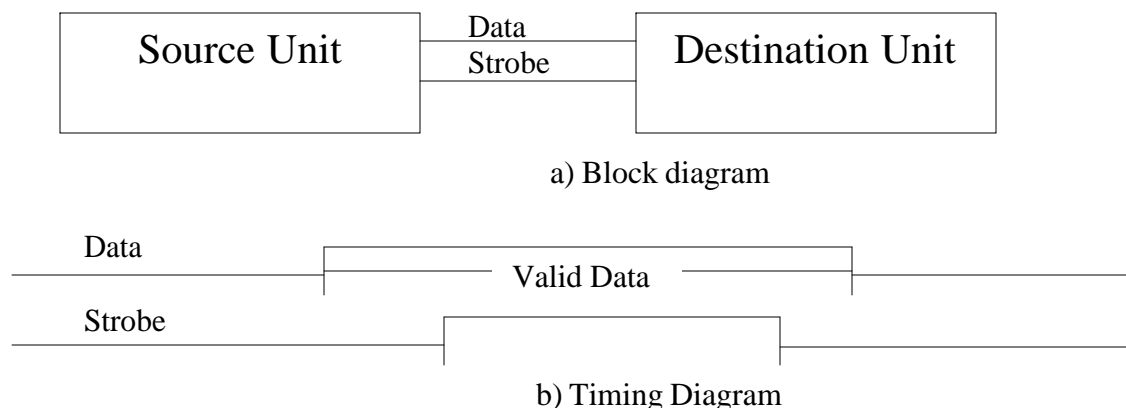 Source Unit
Data
Strobe
Destination Unit
a) Block diagram
Data
Valid Data
Strobe
b) Timing Diagram